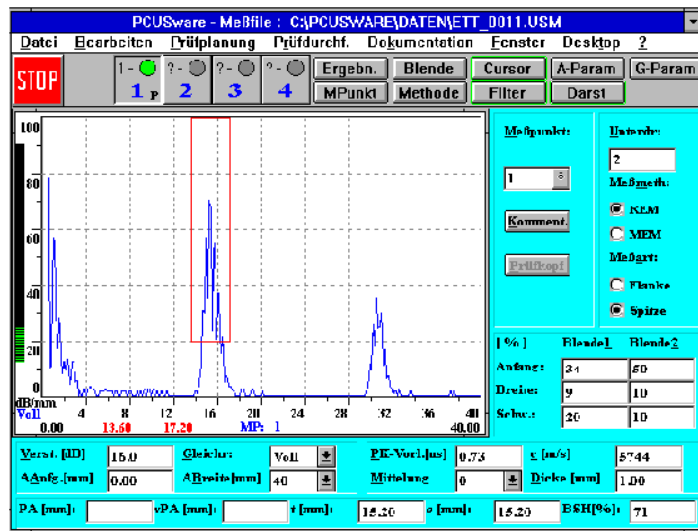 PCUSware - Meßfile : C:\PCUSWARE\DATEN\ETT_0011.USM
Datei Bearbeiten Prüfplanung Prüfdurchf. Dokumentation Fenster Desktop ?
STOP 1 - ? - ? - ? - Ergebn. Blende Cursor A-Param G-Param
1 P 2 3 4 MPunkt Methode Filter Darst
100 Meßpunkt: Unterdr:
2
80 1 Meßmeth:
KEM
60 Komment. MEM
Prüfkopf Meßart:
40 Flanke
Spitze
20 [%] Blende1 Blende2
Anfang: 34 50
0 Breite: 9 10
dB/mm
Voll 4 8 12 16 20 24 28 32 36 40 Schw.: 20 10
0.00 13.60 17.20 MP: 1 40.00
Verst. [dB] 16.0 Gleichr: Voll PK-Vorl.[us] 0.73 c [m/s] 5744
AAnfg.[mm] 0.00 ABreite[mm] 40 Mittelung 0 Dicke [mm] 1.00
PA [mm]: vPA [mm]: t [mm]: 15.20 s [mm]: 15.20 BSH[%]: 71